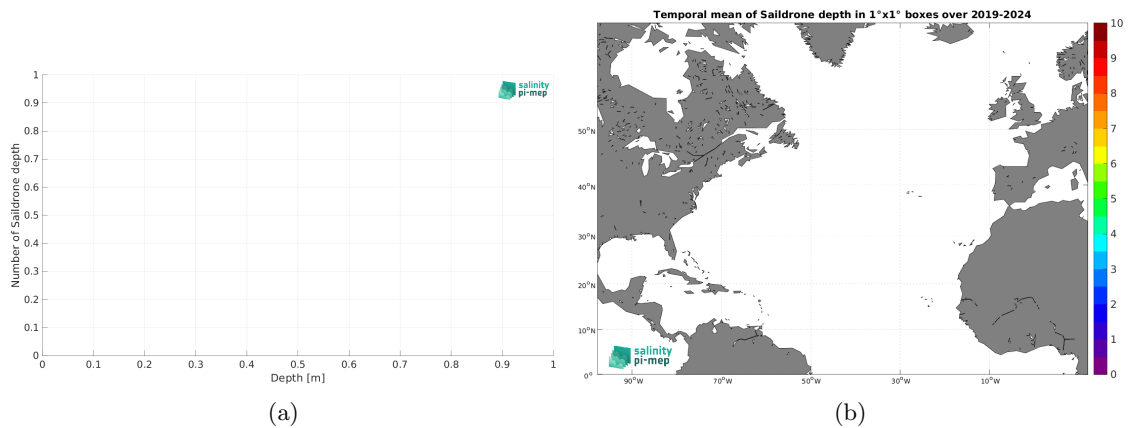 Temporal mean of Saildrone depth in 1°x1° boxes over 2019-2024
Number of Saildrone depth
1
0.9
0.8
0.7
0.6
0.5
0.4
0.3
0.2
0.1
0
0 0.1 0.2 0.3 0.4 0.5 0.6 0.7 0.8 0.9 1
Depth [m]
salinity
pi-mep
(a)
50°N
40°N
30°N
20°N
10°N
0°
90°W 70°W 50°W 30°W 10°W
salinity
pi-mep
10
9
8
7
6
5
4
3
2
1
0
(b)